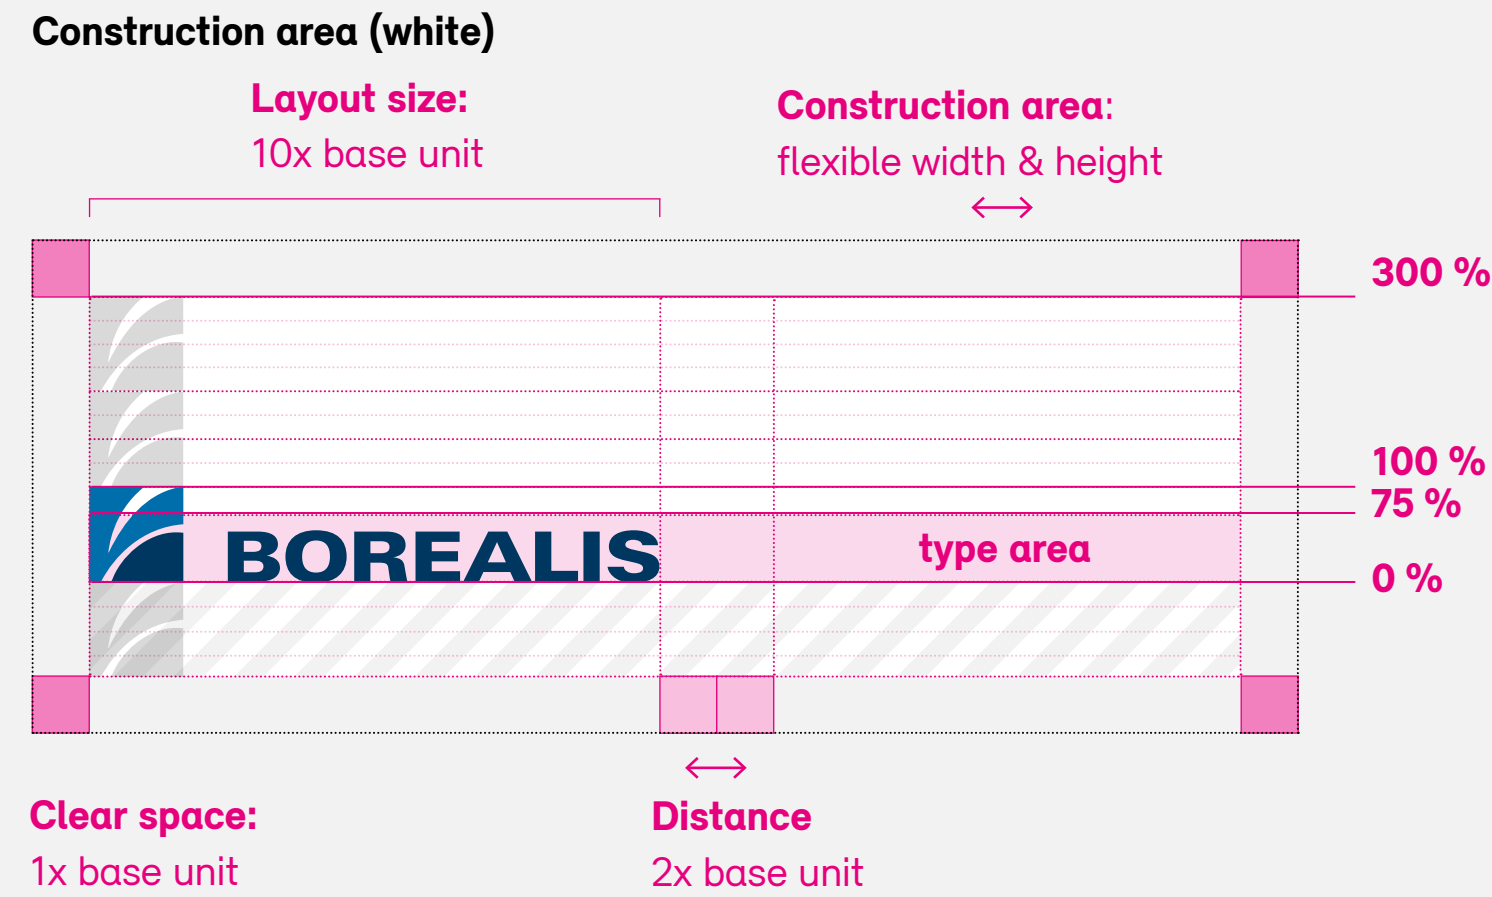 Construction area (white)
Layout size:
10x base unit
Construction area:
flexible width & height
300 %
100 %
75 %
BOREALIS
type area
0 %
Clear space:
1x base unit
Distance
2x base unit